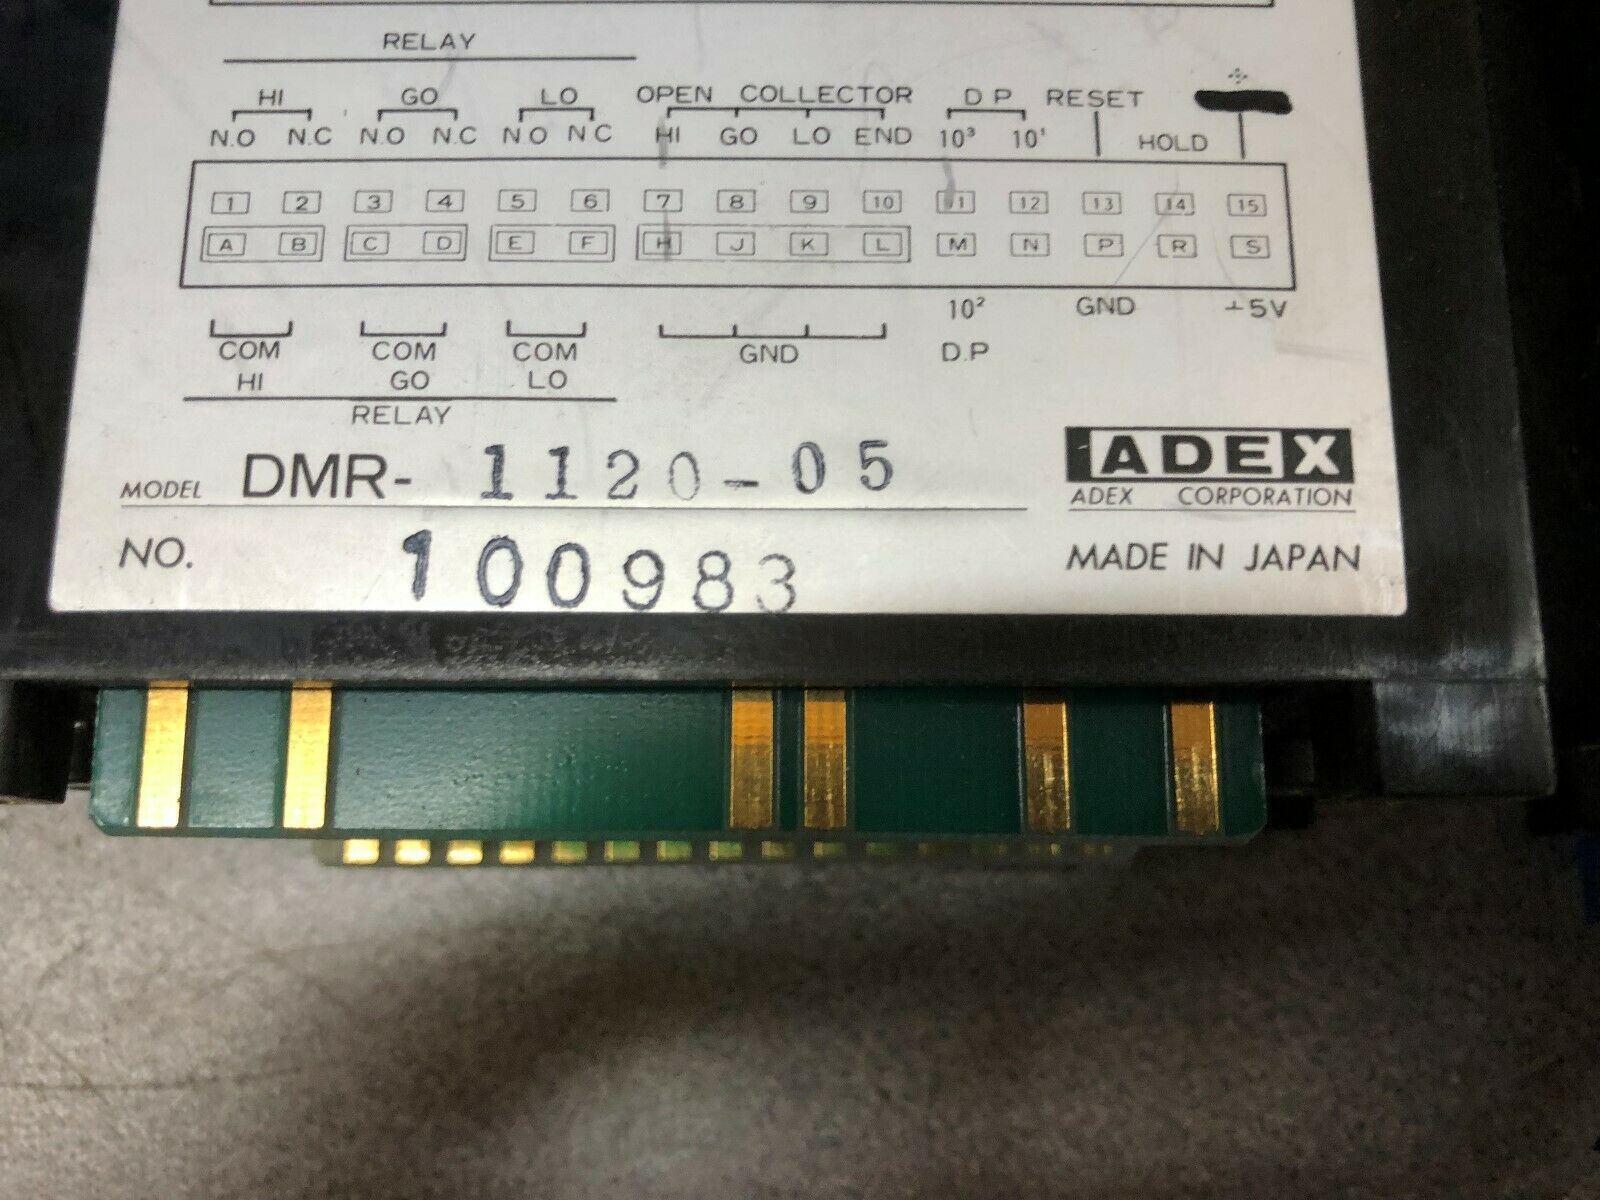 RELAY
HI GO LO OPEN COLLECTOR D P RESET
N.O N.C N.O N.C N.O N C HI GO LO END 10³ 10¹ HOLD
1 2 3 4 5 6 7 8 9 10 11 12 13 14 15
A B C D E F H J K L M N P R S
10² GND +5V
COM COM COM GND D.P
HI GO LO
RELAY
MODEL DMR- 1120-05
ADEX
ADEX CORPORATION
NO. 100983
MADE IN JAPAN